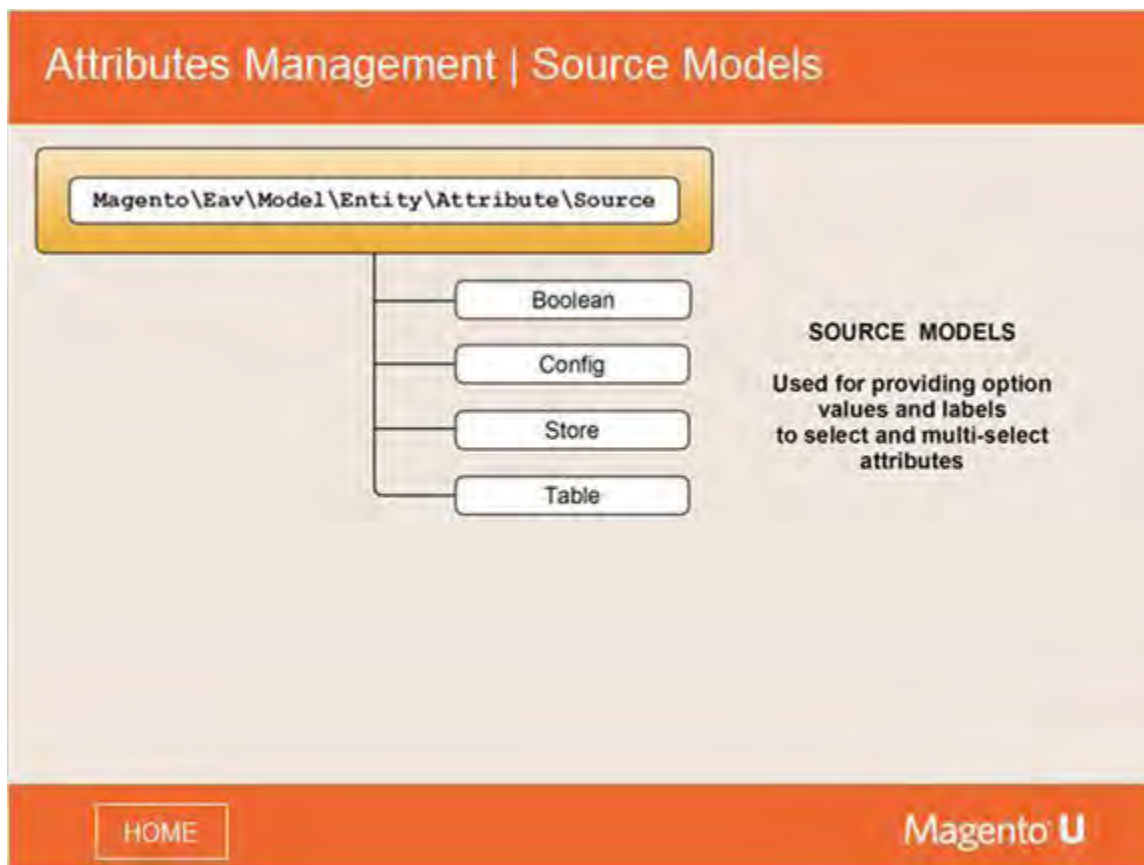 Attributes Management | Source Models
Magento\Eav\Model\Entity\Attribute\Source
Boolean
Config
Store
Table
SOURCE MODELS
Used for providing option
values and labels
to select and multi-select
attributes
HOME
Magento U